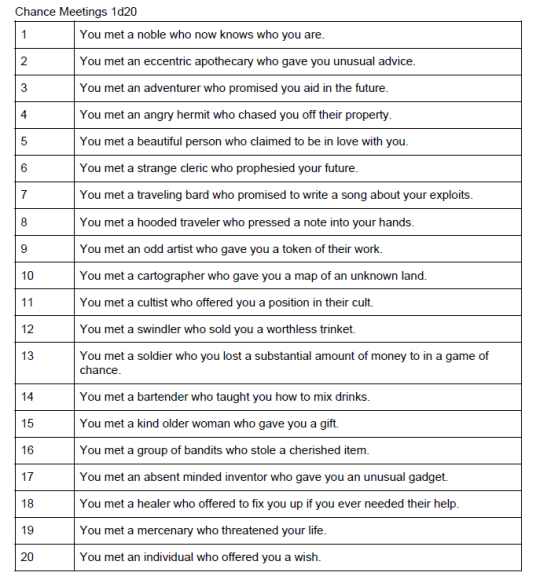 Chance Meetings 1d20
1 You met a noble who now knows who you are.
2 You met an eccentric apothecary who gave you unusual advice.
3 You met an adventurer who promised you aid in the future.
4 You met an angry hermit who chased you off their property.
5 You met a beautiful person who claimed to be in love with you.
6 You met a strange cleric who prophesied your future.
7 You met a traveling bard who promised to write a song about your exploits.
8 You met a hooded traveler who pressed a note into your hands.
9 You met an odd artist who gave you a token of their work.
10 You met a cartographer who gave you a map of an unknown land.
11 You met a cultist who offered you a position in their cult.
12 You met a swindler who sold you a worthless trinket.
13 You met a soldier who you lost a substantial amount of money to in a game of
chance.
14 You met a bartender who taught you how to mix drinks.
15 You met a kind older woman who gave you a gift.
16 You met a group of bandits who stole a cherished item.
17 You met an absent minded inventor who gave you an unusual gadget.
18 You met a healer who offered to fix you up if you ever needed their help.
19 You met a mercenary who threatened your life.
20 You met an individual who offered you a wish.